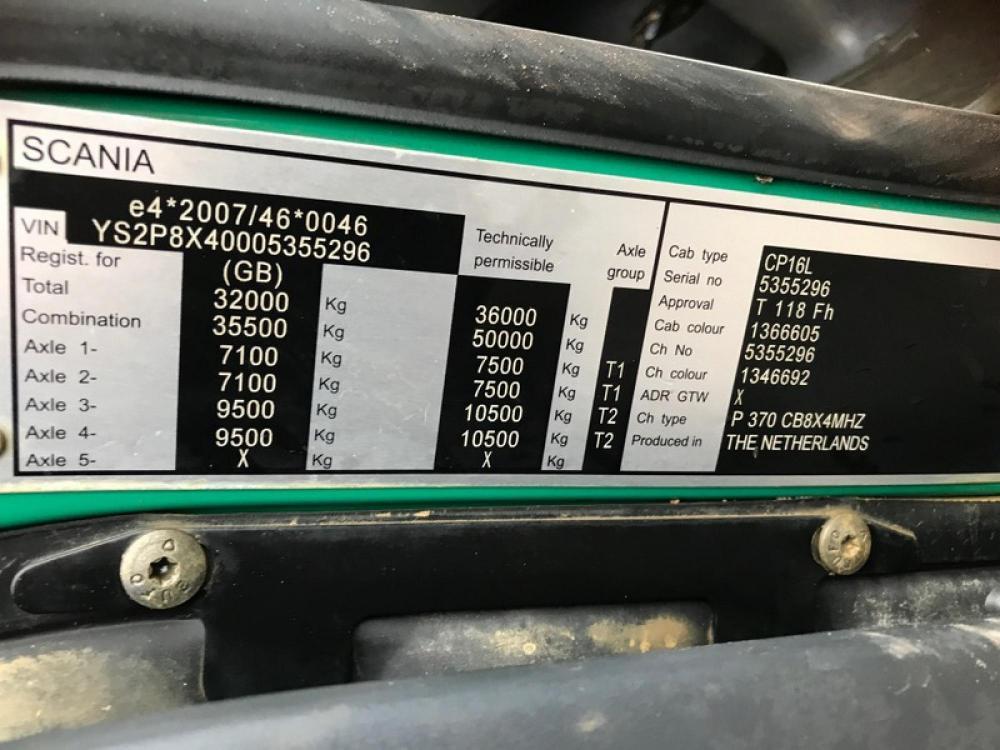 SCANIA
e4*2007/46*0046
VIN YS2P8X40005355296
Regist. for (GB) Technically permissible Axle group
Total 32000 Kg 36000 Kg
Combination 35500 Kg 50000 Kg
Axle 1- 7100 Kg 7500 Kg T1
Axle 2- 7100 Kg 7500 Kg T1
Axle 3- 9500 Kg 10500 Kg T2
Axle 4- 9500 Kg 10500 Kg T2
Axle 5- X Kg X Kg
Cab type CP16L
Serial no 5355296
Approval T 118 Fh
Cab colour 1366605
Ch No 5355296
Ch colour 1346692
ADR GTW X
Ch type P 370 CB8X4MHZ
Produced in THE NETHERLANDS